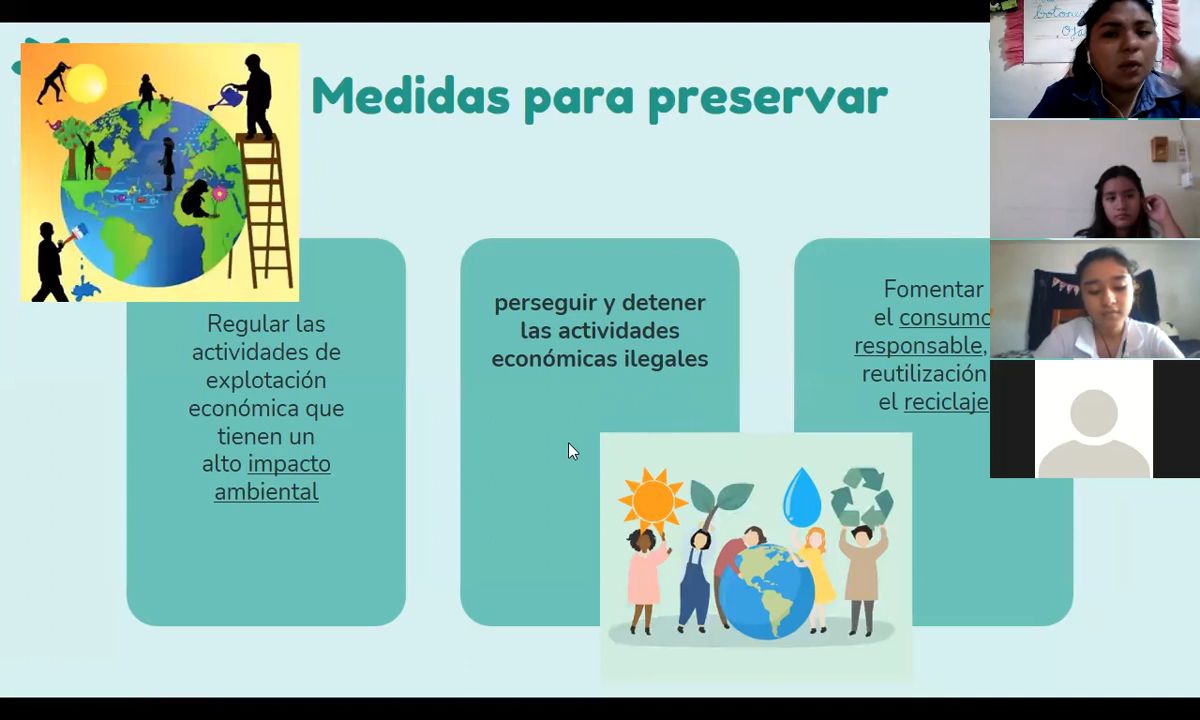 Medidas para preservar
Regular las
actividades de
explotación
económica que
tienen un
alto impacto
ambiental
perseguir y detener
las actividades
económicas ilegales
Fomentar
el consumo
responsable,
reutilización
el reciclaje